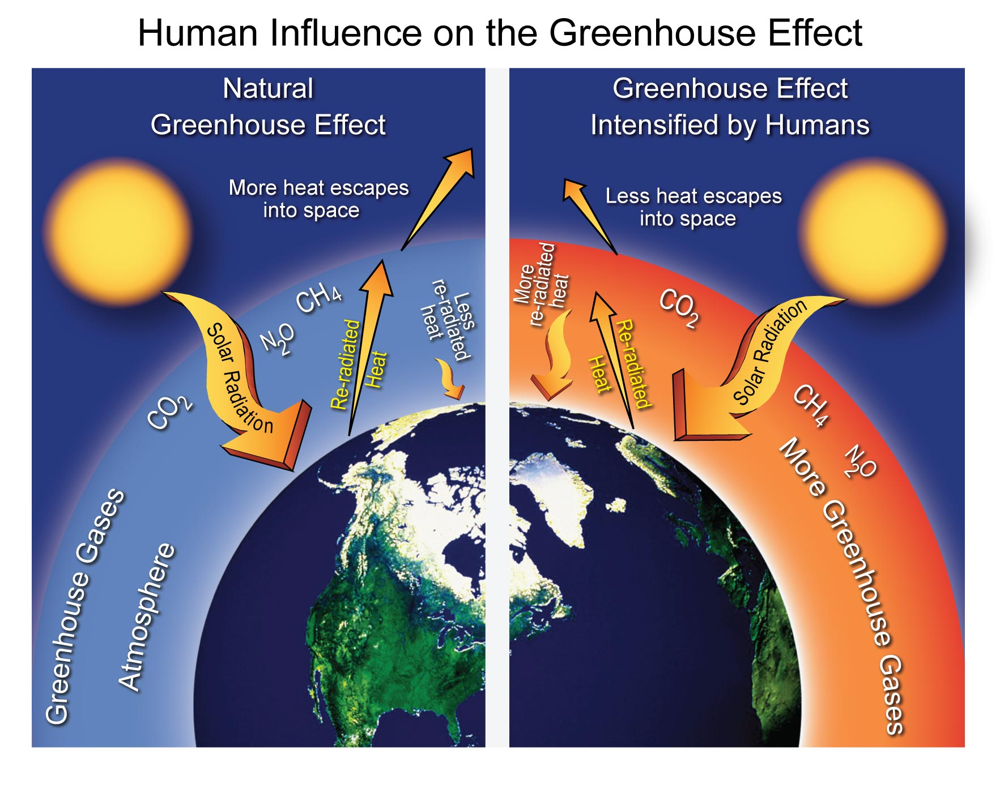 Human Influence on the Greenhouse Effect
Natural
Greenhouse Effect
More heat escapes
into space
Solar Radiation
CH4
N2O
CO2
Re-radiated
Heat
Less
re-radiated
heat
Greenhouse Gases
Atmosphere
Greenhouse Effect
Intensified by Humans
Less heat escapes
into space
More
re-radiated
heat
Re-radiated
Heat
CO2
Solar Radiation
CH4
N2O
More Greenhouse Gases